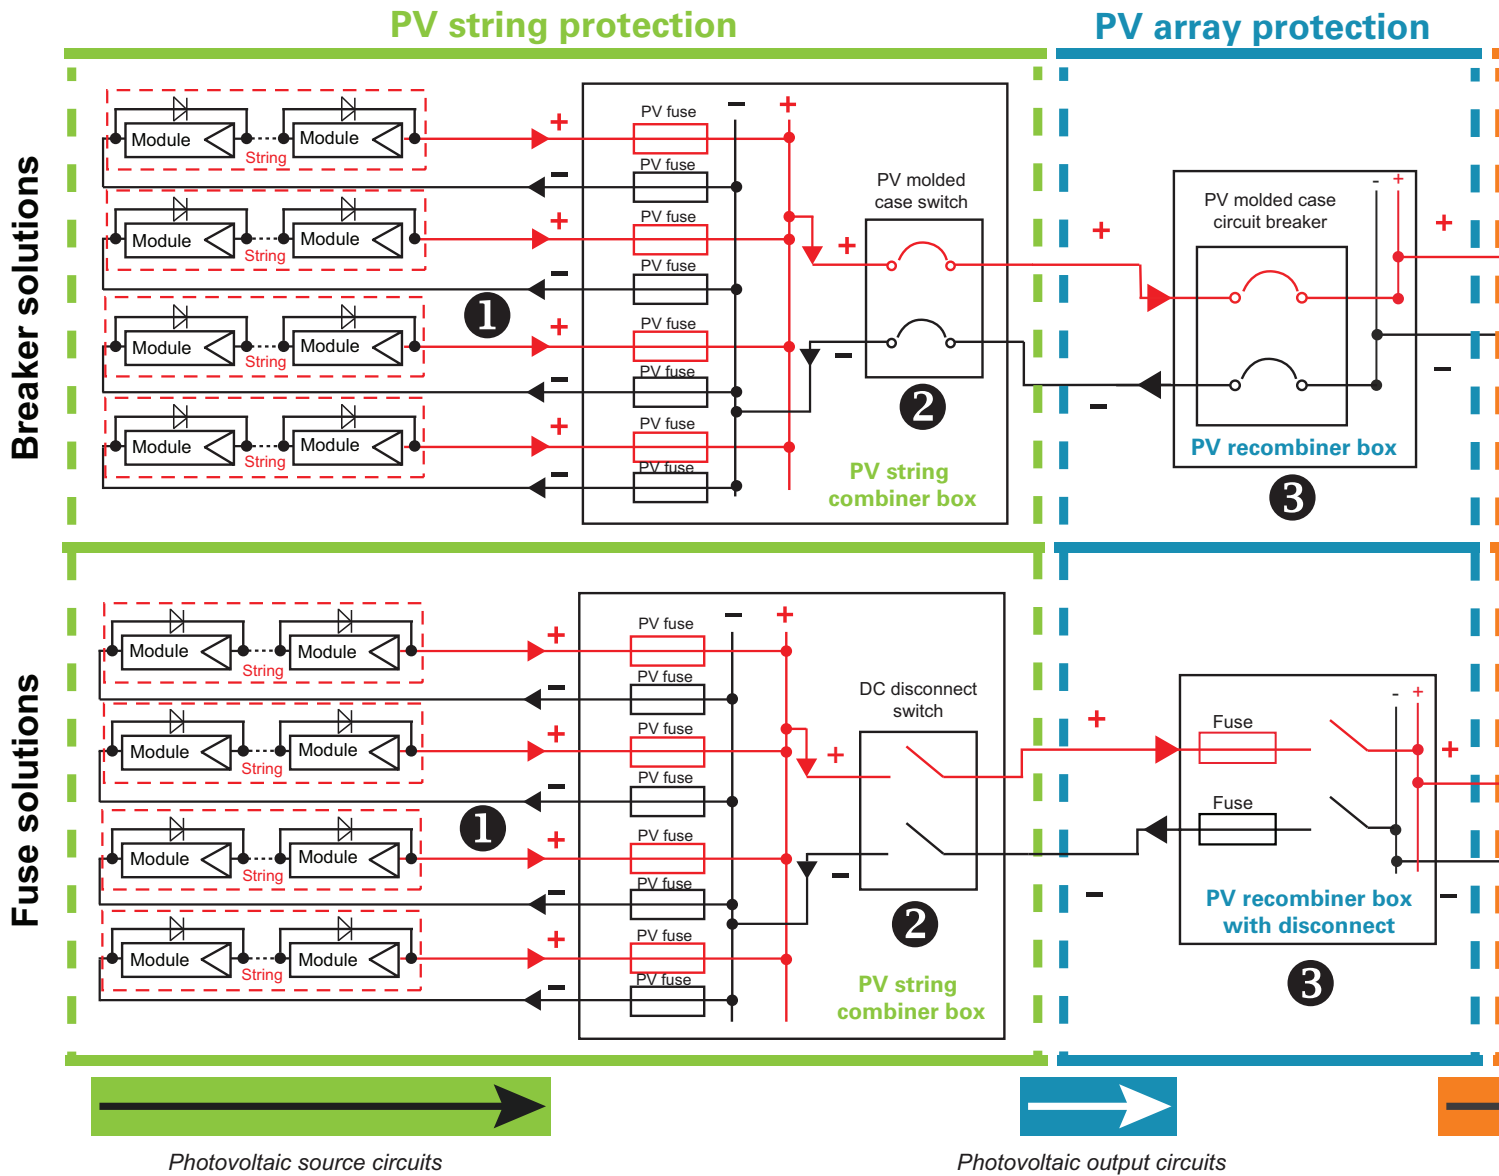 PV string protection
PV array protection
Breaker solutions
Module
Module
String
+
−
PV fuse
PV fuse
Module
Module
String
+
−
PV fuse
PV fuse
Module
Module
String
+
−
PV fuse
PV fuse
Module
Module
String
+
−
PV fuse
PV fuse
1
− +
PV molded
case switch
+
−
2
PV string
combiner box
+
−
PV molded case
circuit breaker
- +
+
−
PV recombiner box
3
Fuse solutions
Module
Module
String
+
−
PV fuse
PV fuse
Module
Module
String
+
−
PV fuse
PV fuse
Module
Module
String
+
−
PV fuse
PV fuse
Module
Module
String
+
−
PV fuse
PV fuse
1
− +
DC disconnect
switch
+
−
2
PV string
combiner box
+
−
Fuse
Fuse
- +
+
−
PV recombiner box
with disconnect
3
Photovoltaic source circuits
Photovoltaic output circuits